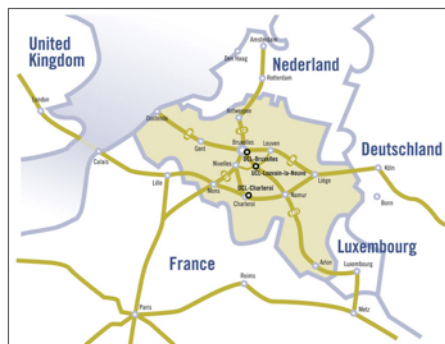 Amsterdam
United
Kingdom
Den Haag
Nederland
Rotterdam
London
Oostende
Antwerpen
Deutschland
Calais
Gent
Bruxelles
Leuven
UCL-Bruxelles
Nivelles
UCL-Louvain-la-Neuve
Köln
Lille
Mons
UCL-Charleroi
Liège
Bonn
Charleroi
Namur
Luxembourg
France
Arlon
Luxembourg
Reims
Paris
Metz